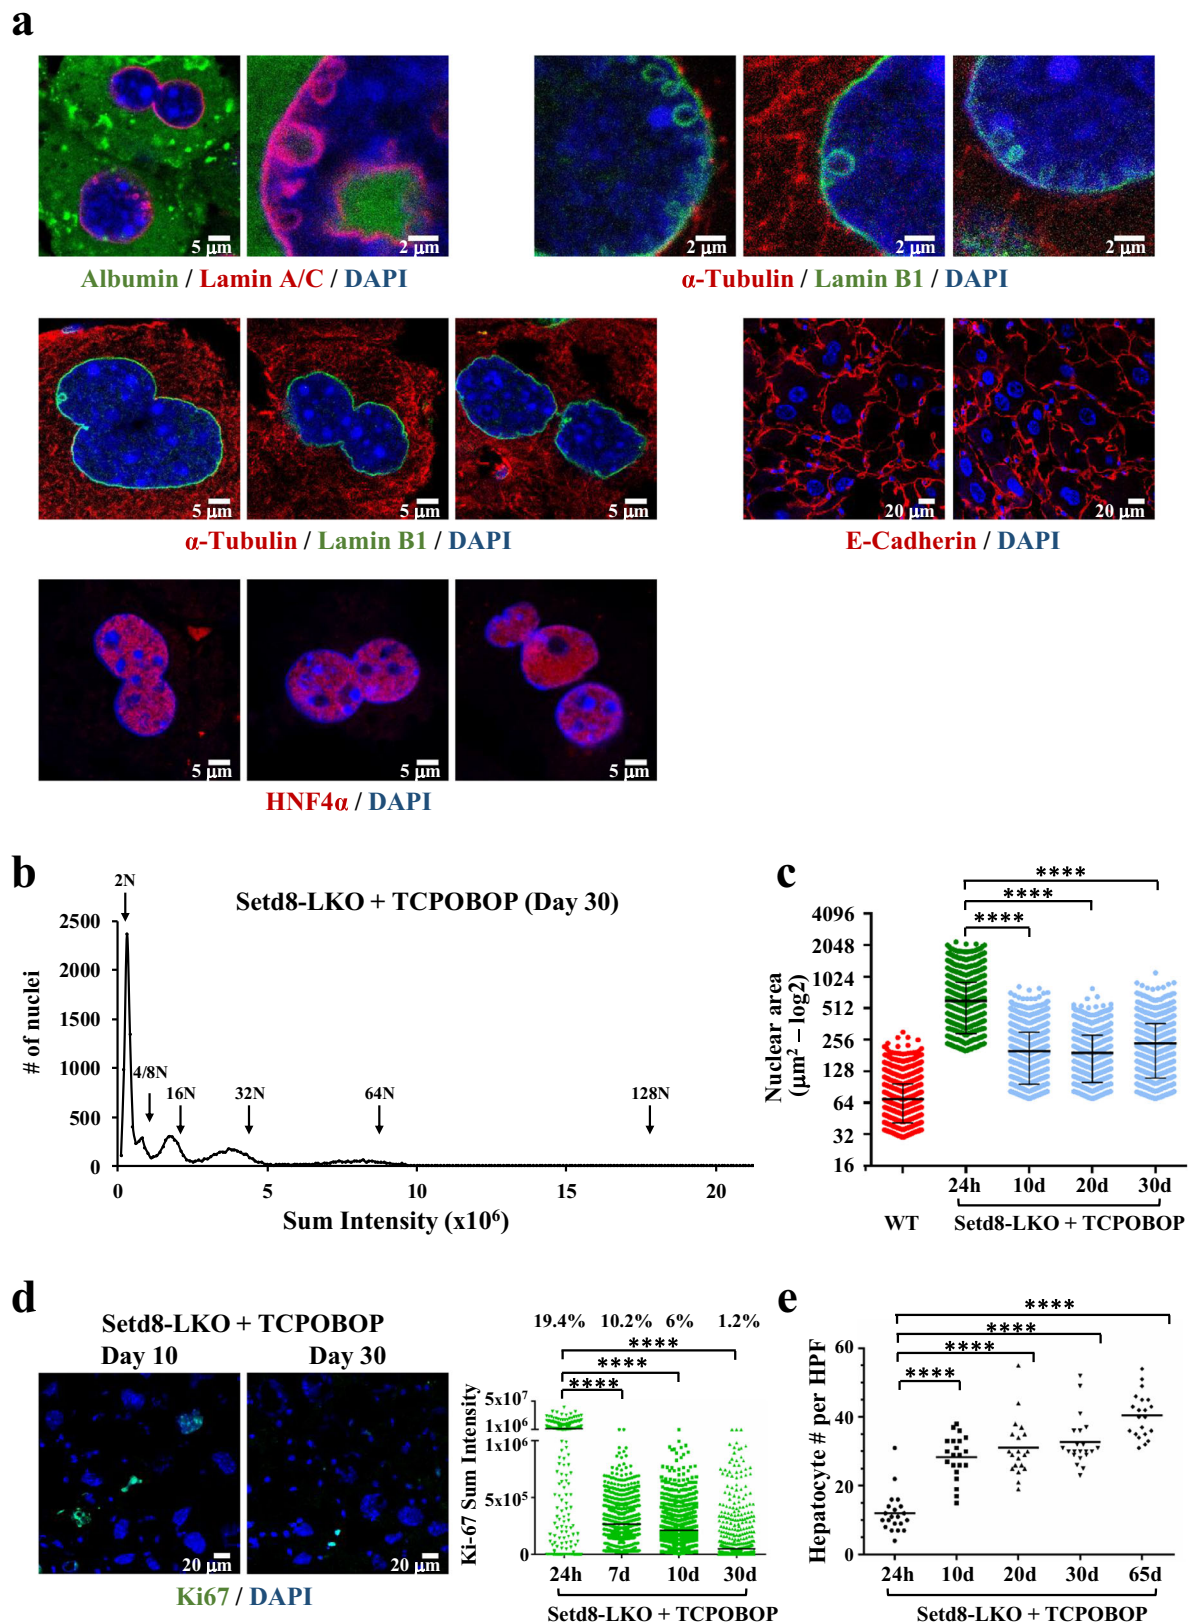 a
5 μm
2 μm
2 μm
2 μm
2 μm
Albumin / Lamin A/C / DAPI
α-Tubulin / Lamin B1 / DAPI
5 μm
5 μm
5 μm
20 μm
20 μm
α-Tubulin / Lamin B1 / DAPI
E-Cadherin / DAPI
5 μm
5 μm
5 μm
HNF4α / DAPI
b
Setd8-LKO + TCPOBOP (Day 30)
# of nuclei
2500
2000
1500
1000
500
0
2N
4/8N
16N
32N
64N
128N
0
5
10
15
20
Sum Intensity (x10⁶)
c
Nuclear area
(μm² – log2)
4096
2048
1024
512
256
128
64
32
16
****
****
****
24h
10d
20d
30d
WT
Setd8-LKO + TCPOBOP
d
Setd8-LKO + TCPOBOP
Day 10
Day 30
20 μm
20 μm
Ki67 / DAPI
19.4%
10.2%
6%
1.2%
****
****
****
Ki-67 Sum Intensity
5x10⁷
1x10⁶
1x10⁶
5x10⁵
0
24h
7d
10d
30d
Setd8-LKO + TCPOBOP
e
Hepatocyte # per HPF
60
40
20
0
****
****
****
****
24h
10d
20d
30d
65d
Setd8-LKO + TCPOBOP